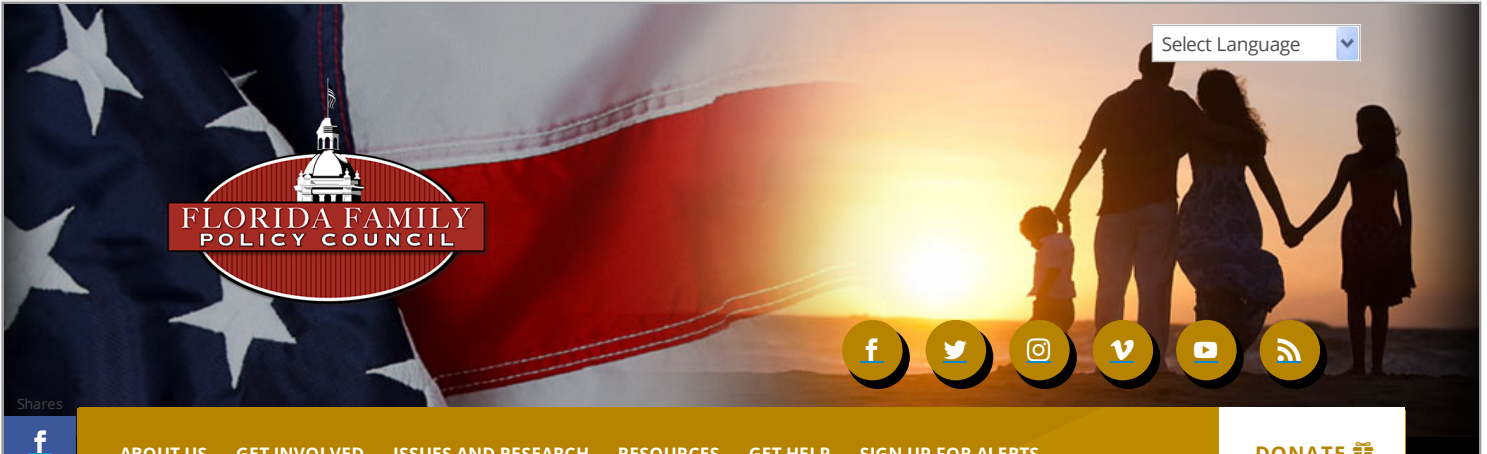 Select Language
FLORIDA FAMILY
POLICY COUNCIL
Shares
ABOUT US GET INVOLVED ISSUES AND RESEARCH RESOURCES GET HELP SIGN UP FOR ALERTS DONATE